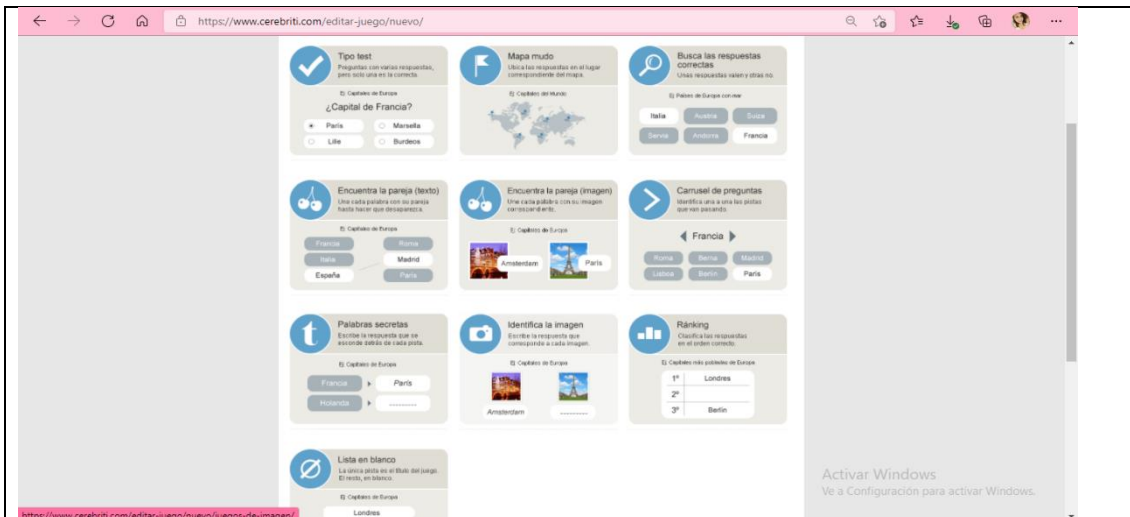 https://www.cerebriti.com/editar-juego/nuevo/
Tipo test
Preguntas con varias respuestas,
pero solo una es la correcta.
Ej: Capitales de Europa
¿Capital de Francia?
París
Marsella
Lille
Burdeos
Mapa mudo
Ubica las respuestas en el lugar
correspondiente del mapa.
Ej: Capitales del Mundo
Busca las respuestas
correctas
Unas respuestas valen y otras no.
Ej: Países de Europa con mar
Italia
Austria
Suiza
Servia
Andorra
Francia
Encuentra la pareja (texto)
Une cada palabra con su pareja
hasta hacer que desaparezca.
Ej: Capitales de Europa
Francia
Roma
Italia
Madrid
España
París
Encuentra la pareja (imagen)
Une cada palabra con su imagen
correspondiente.
Ej: Capitales de Europa
Amsterdam
París
Carrusel de preguntas
Identifica una a una las pistas
que van pasando.
Francia
Roma
Berna
Madrid
Lisboa
Berlín
París
Palabras secretas
Escribe la respuesta que se
esconde detrás de cada pista.
Ej: Capitales de Europa
Francia
París
Holanda
............
Identifica la imagen
Escribe la respuesta que
corresponde a cada imagen.
Ej: Capitales de Europa
Amsterdam
............
Ránking
Clasifica las respuestas
en el orden correcto.
Ej: Capitales más pobladas de Europa
1º Londres
2º
3º Berlín
Lista en blanco
La única pista es el título del juego.
El resto, en blanco.
Ej: Capitales de Europa
Londres
Activar Windows
Ve a Configuración para activar Windows.
https://www.cerebriti.com/editar-juego/nuevo/juegos-de-imagen/